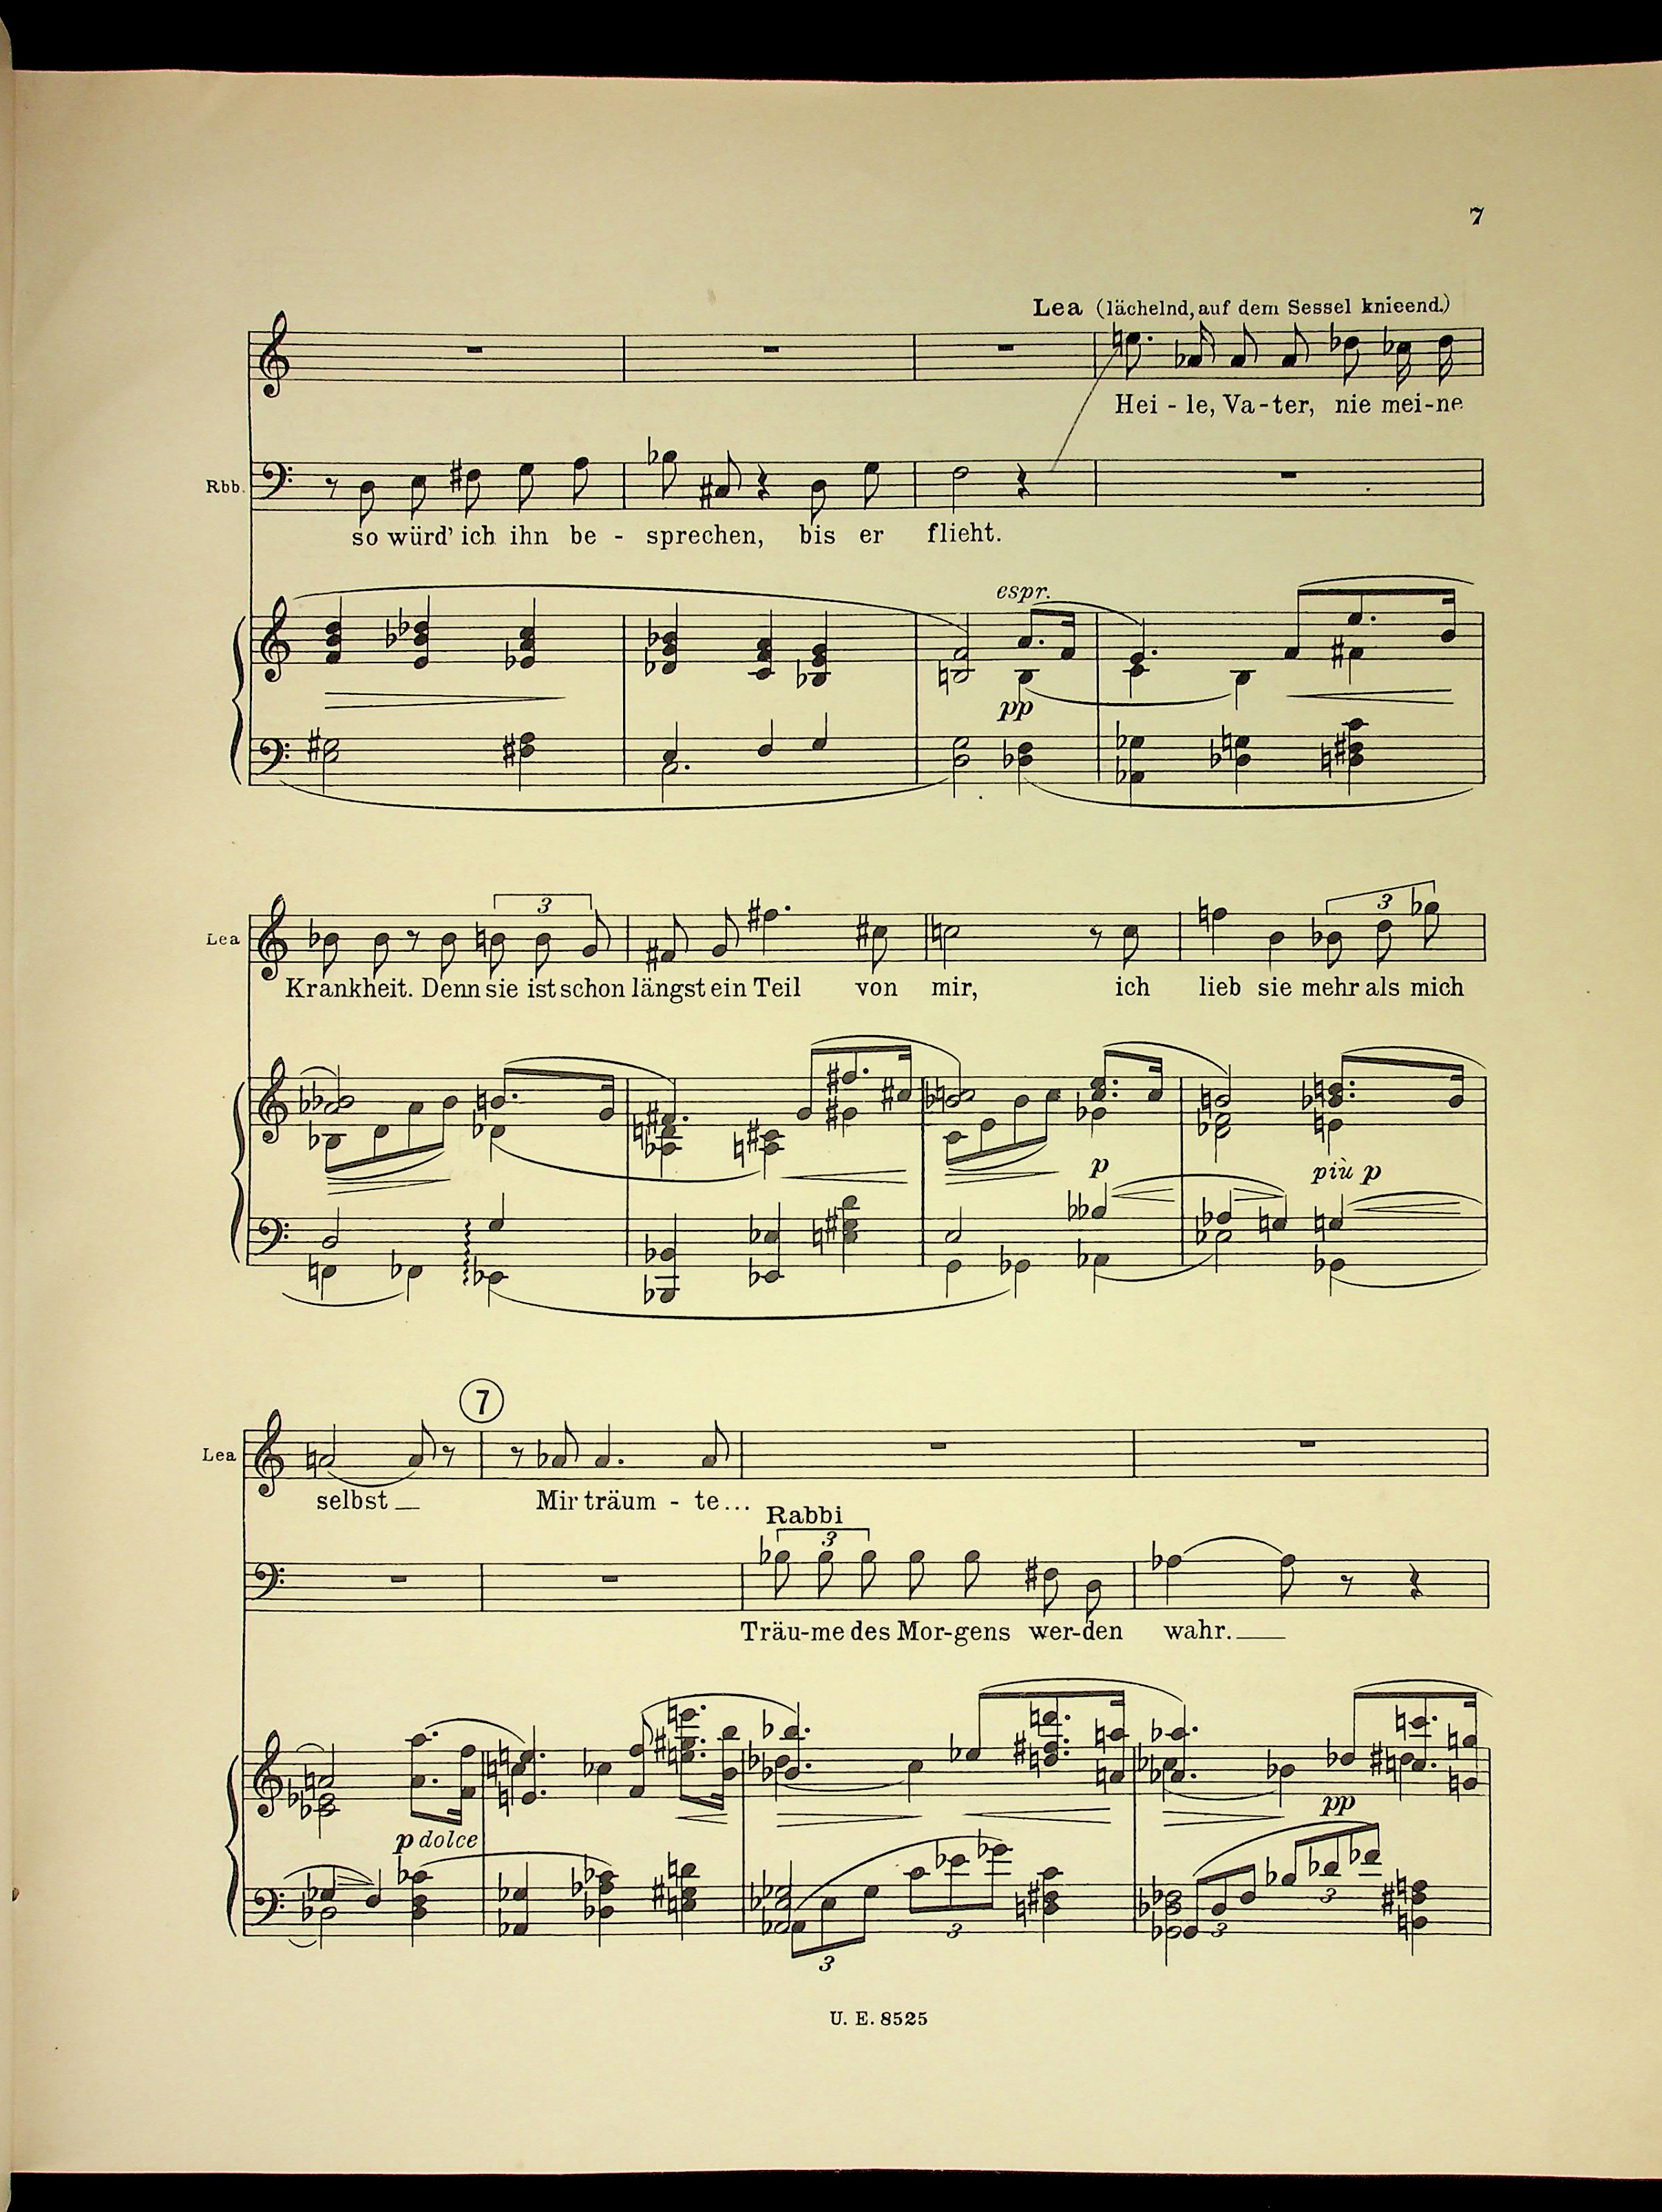 7
Lea (lächelnd, auf dem Sessel knieend.)
Hei - le, Va - ter, nie mei - ne
Rbb.
so würd' ich ihn be - sprechen, bis er flieht.
espr.
pp
3
Lea
Krankheit. Denn sie ist schon längst ein Teil von mir, ich lieb sie mehr als mich
3
p
più p
7
Lea
selbst Mir träum - te...
Rabbi
3
Träu-me des Mor-gens wer-den wahr.
p dolce
pp
3 3 3 3
U. E. 8525